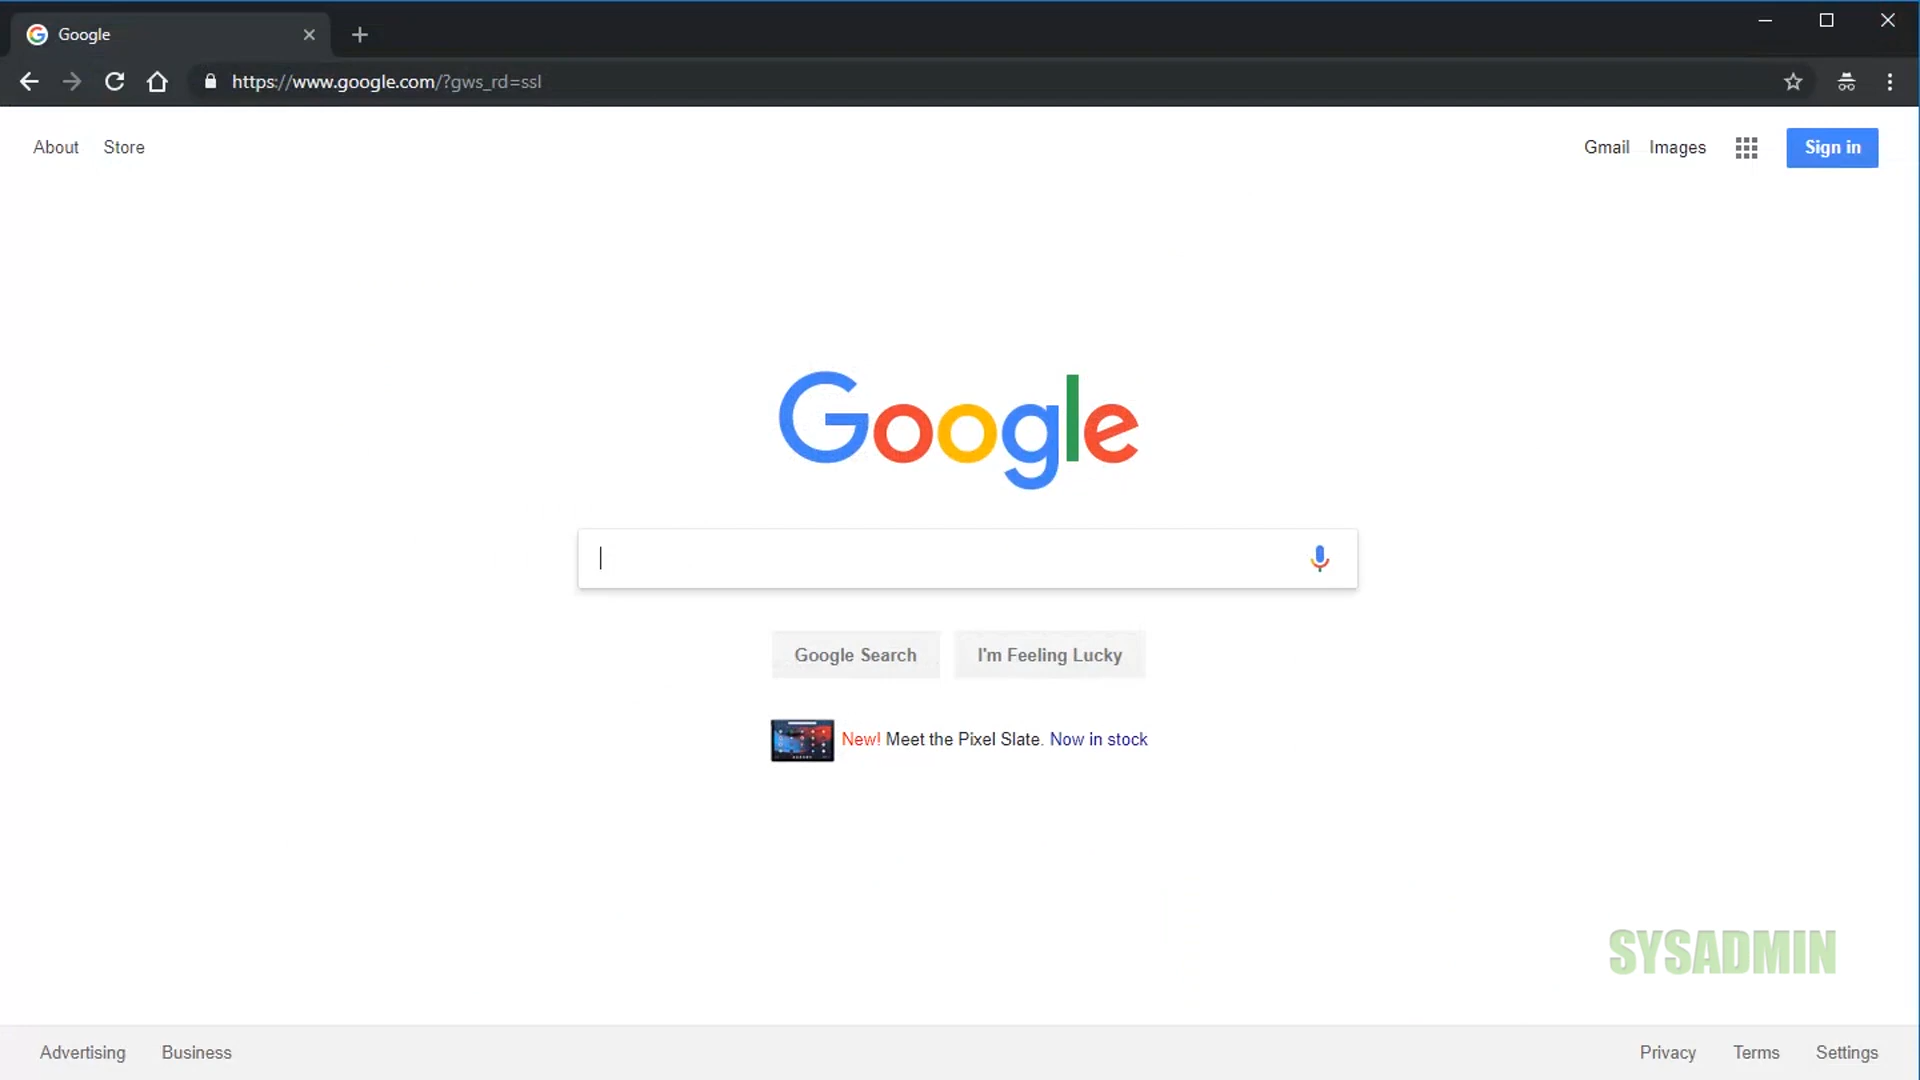 Google
https://www.google.com/?gws_rd=ssl
About Store
Gmail Images Sign in
Google
Google Search I'm Feeling Lucky
New! Meet the Pixel Slate. Now in stock
SYSADMIN
Advertising Business
Privacy Terms Settings